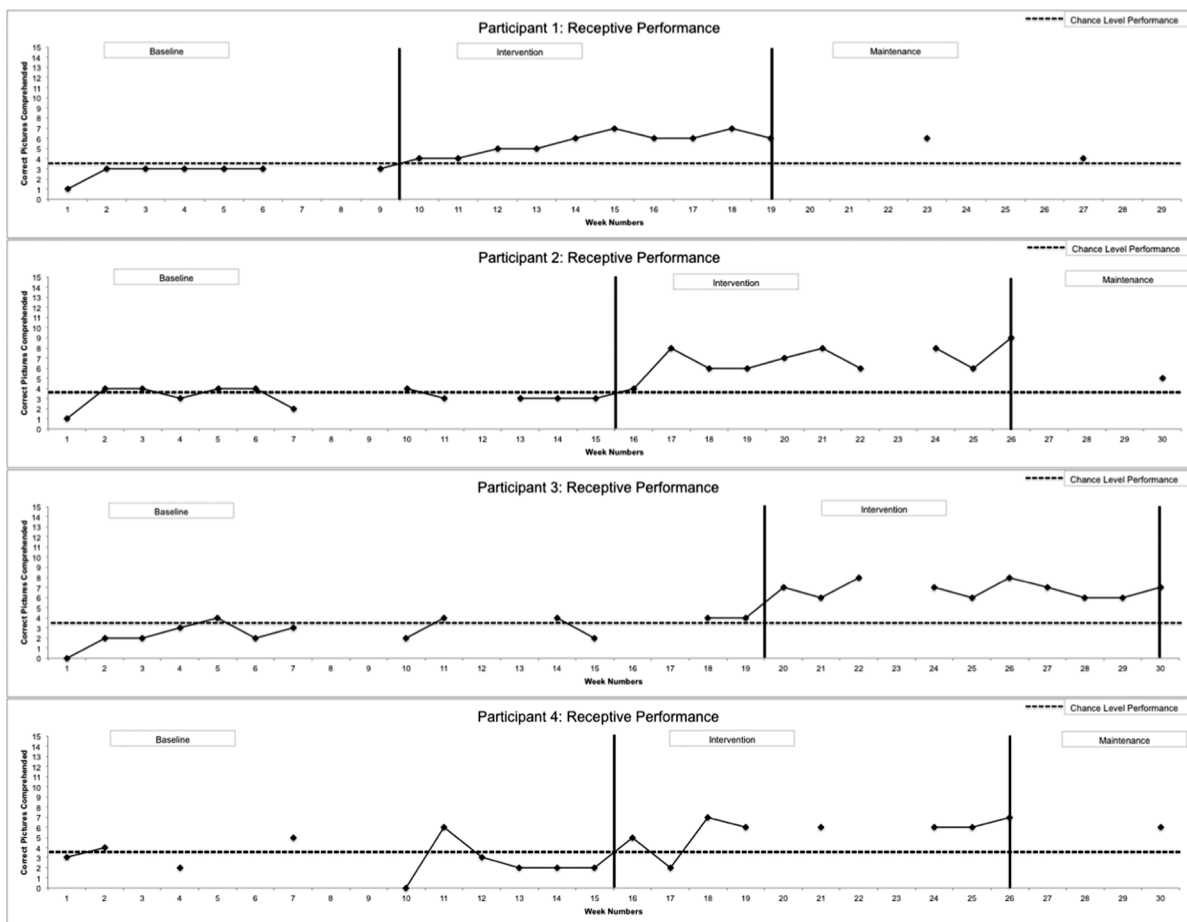 Participant 1: Receptive Performance
Chance Level Performance
Baseline
Intervention
Maintenance
Correct Pictures Comprehended
15
14
13
12
11
10
9
8
7
6
5
4
3
2
1
0
1 2 3 4 5 6 7 8 9 10 11 12 13 14 15 16 17 18 19 20 21 22 23 24 25 26 27 28 29
Week Numbers
Participant 2: Receptive Performance
Chance Level Performance
Baseline
Intervention
Maintenance
Correct Pictures Comprehended
15
14
13
12
11
10
9
8
7
6
5
4
3
2
1
0
1 2 3 4 5 6 7 8 9 10 11 12 13 14 15 16 17 18 19 20 21 22 23 24 25 26 27 28 29 30
Week Numbers
Participant 3: Receptive Performance
Chance Level Performance
Baseline
Intervention
Correct Pictures Comprehended
15
14
13
12
11
10
9
8
7
6
5
4
3
2
1
0
1 2 3 4 5 6 7 8 9 10 11 12 13 14 15 16 17 18 19 20 21 22 23 24 25 26 27 28 29 30
Week Numbers
Participant 4: Receptive Performance
Chance Level Performance
Baseline
Intervention
Maintenance
Correct Pictures Comprehended
15
14
13
12
11
10
9
8
7
6
5
4
3
2
1
0
1 2 3 4 5 6 7 8 9 10 11 12 13 14 15 16 17 18 19 20 21 22 23 24 25 26 27 28 29 30
Week Numbers